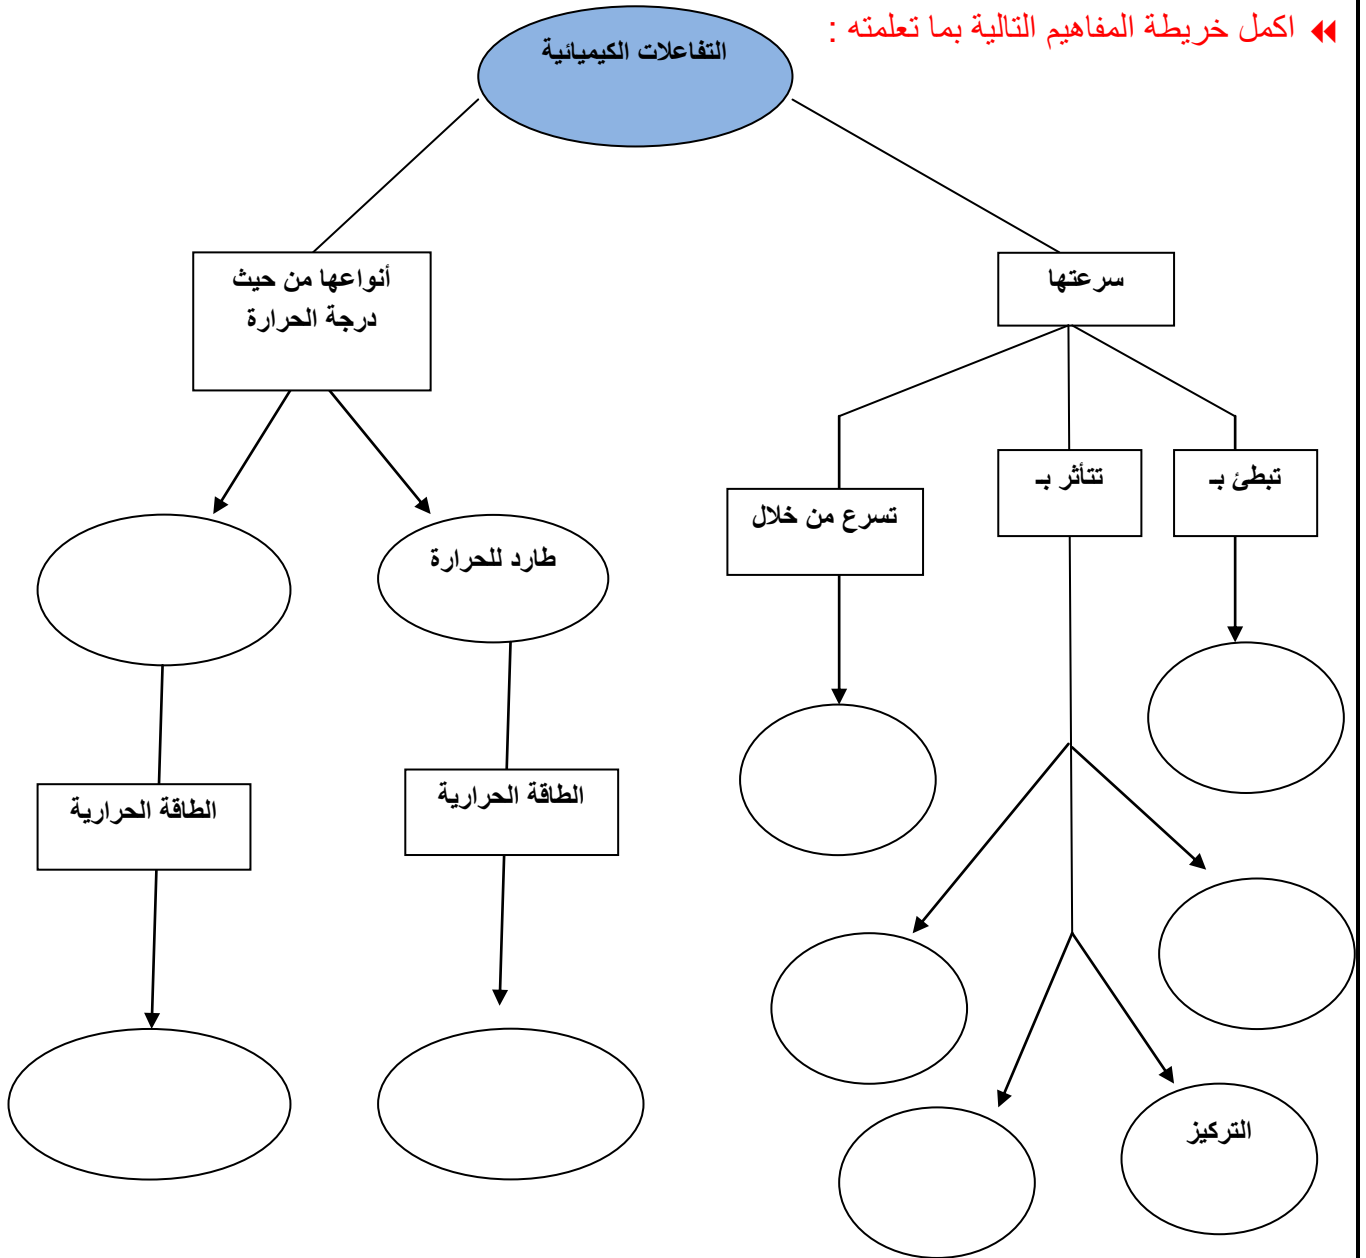 اكمل خريطة المفاهيم التالية بما تعلمته :
التفاعلات الكيميائية
سرعتها
أنواعها من حيث
درجة الحرارة
تبطئ بـ
تتأثر بـ
تسرع من خلال
طارد للحرارة
الطاقة الحرارية
الطاقة الحرارية
التركيز